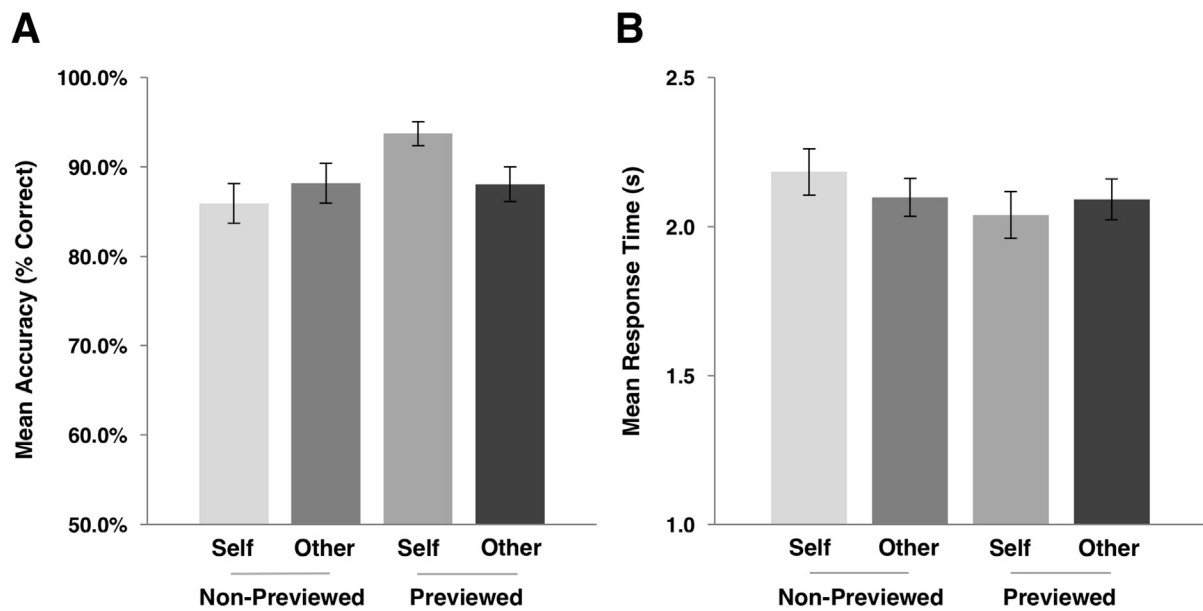 A
Mean Accuracy (% Correct)
100.0%
90.0%
80.0%
70.0%
60.0%
50.0%
Self Other Self Other
Non-Previewed Previewed
B
Mean Response Time (s)
2.5
2.0
1.5
1.0
Self Other Self Other
Non-Previewed Previewed